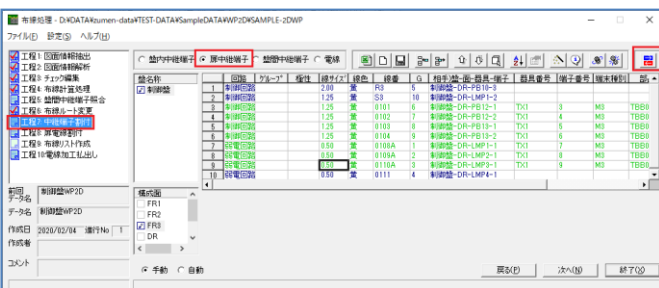 布線処理 - D:¥DATA¥zumen-data¥TEST-DATA¥SampleDATA¥WP2D¥SAMPLE-2DWP
ファイル(F) 設定(S) ヘルプ(H)
工程1: 図面情報抽出
工程2: 図面情報解析
工程3: チェック編集
工程4: 布線計算処理
工程5: 盤間中継端子照合
工程6: 布線ルート変更
工程7: 中継端子割付
工程8: 扉電線割付
工程9: 布線リスト作成
工程10:電線加工払出し
盤内中継端子 扉中継端子 盤間中継端子 電線
盤名称
制御盤
回路 グループ 極性 線サイズ 線色 線番 G 相手)盤-面-器具-端子 器具番号 端子番号 端末種別 部
1 制御回路 2.00 黄 R3 5 制御盤-DR-PB10-3
2 制御回路 1.25 黄 S3 10 制御盤-DR-LMP1-2
3 制御回路 1.25 黄 0101 6 制御盤-DR-PB12-1 TX1 3 M3 TBB0
4 制御回路 1.25 黄 0102 7 制御盤-DR-PB12-2 TX1 4 M3 TBB0
5 制御回路 1.25 黄 0103 8 制御盤-DR-PB13-1 TX1 5 M3 TBB0
6 制御回路 1.25 黄 0104 9 制御盤-DR-PB13-2 TX1 6 M3 TBB0
7 弱電回路 0.50 黄 0108A 1 制御盤-DR-LMP1-1 TX1 7 M3 TBB0
8 弱電回路 0.50 黄 0109A 2 制御盤-DR-LMP2-1 TX1 8 M3 TBB0
9 弱電回路 0.50 黄 0110A 3 制御盤-DR-LMP3-1 TX1 9 M3 TBB0
10 弱電回路 0.50 黄 0111 4 制御盤-DR-LMP4-1
前回データ名 制御盤WP2D
データ名 制御盤WP2D
作成日 2020/02/04 進行No 1
作成者
コメント
構成面
FR1
FR2
FR3
DR
手動 自動
戻る(P) 次へ(N) 終了(X)